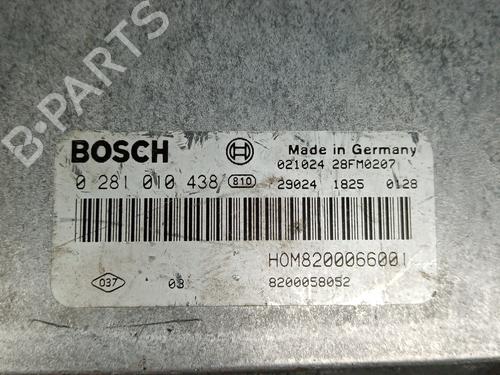 B-PARTS
BOSCH
Made in Germany
021024 28FM0207
0 281 010 438 810
29024 1825 0128
HOM8200066001
037 03 8200058052